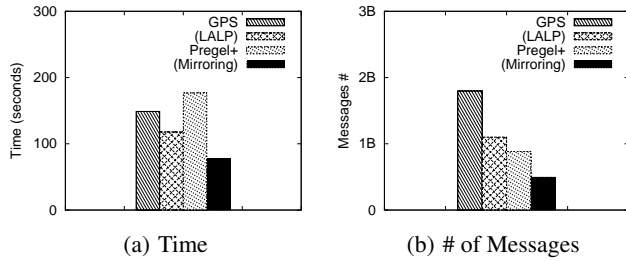 300
200
100
0
Time (seconds)
GPS
(LALP)
Pregel+
(Mirroring)
(a) Time
3B
2B
1B
0
Messages #
GPS
(LALP)
Pregel+
(Mirroring)
(b) # of Messages